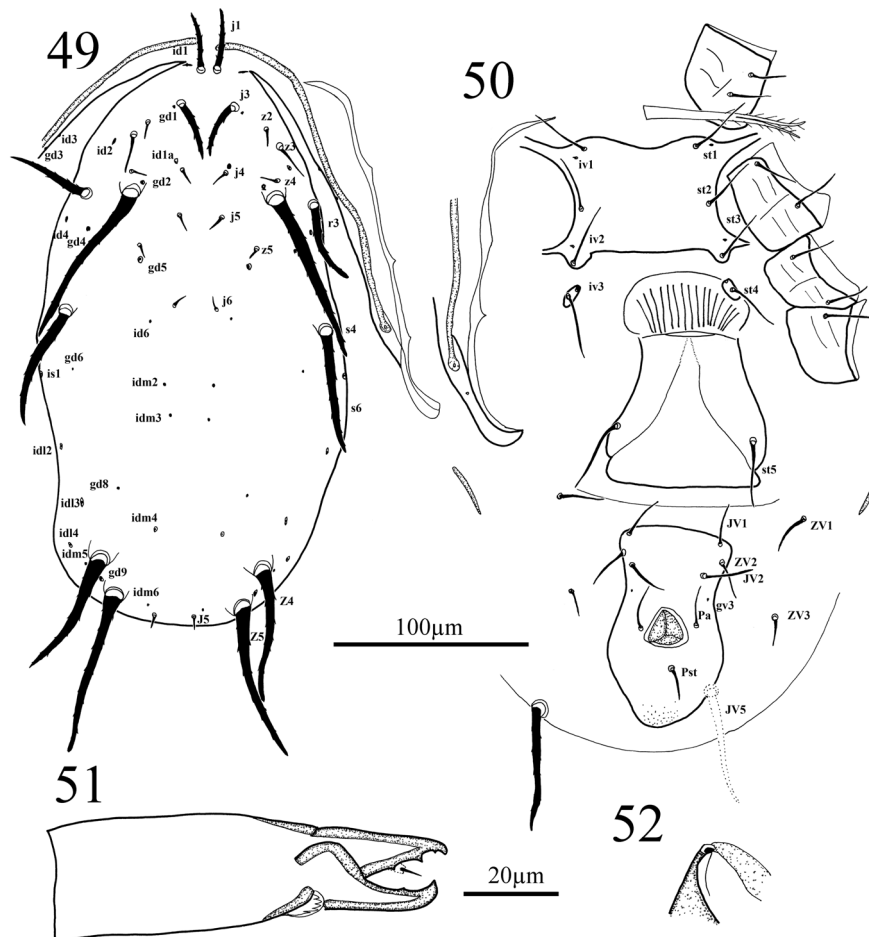 49
50
j1
id1
j3
gd1
z2
id3
id2
z3
gd3
id1a
j4
z4
gd2
r3
id4
j5
gd4
z5
gd5
j6
id6
s4
gd6
is1
idm2
s6
idm3
idl2
gd8
idl3
idm4
idl4
idm5
gd9
Z4
idm6
J5
Z5
iv1
st1
st2
st3
iv2
iv3
st4
st5
JV1
ZV1
ZV2
JV2
Pa
gv3
ZV3
Pst
JV5
100µm
51
52
20µm